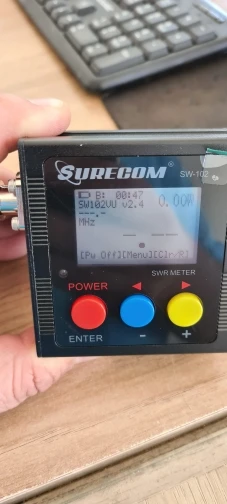 SURECOM®
SW-102
B: 00:47
SW102VU v2.4 0.00W
---.--
MHz
-.-- --
[Pw Off][Menu][Clr/P]
SWR METER
POWER ◀ ▶
ENTER - +